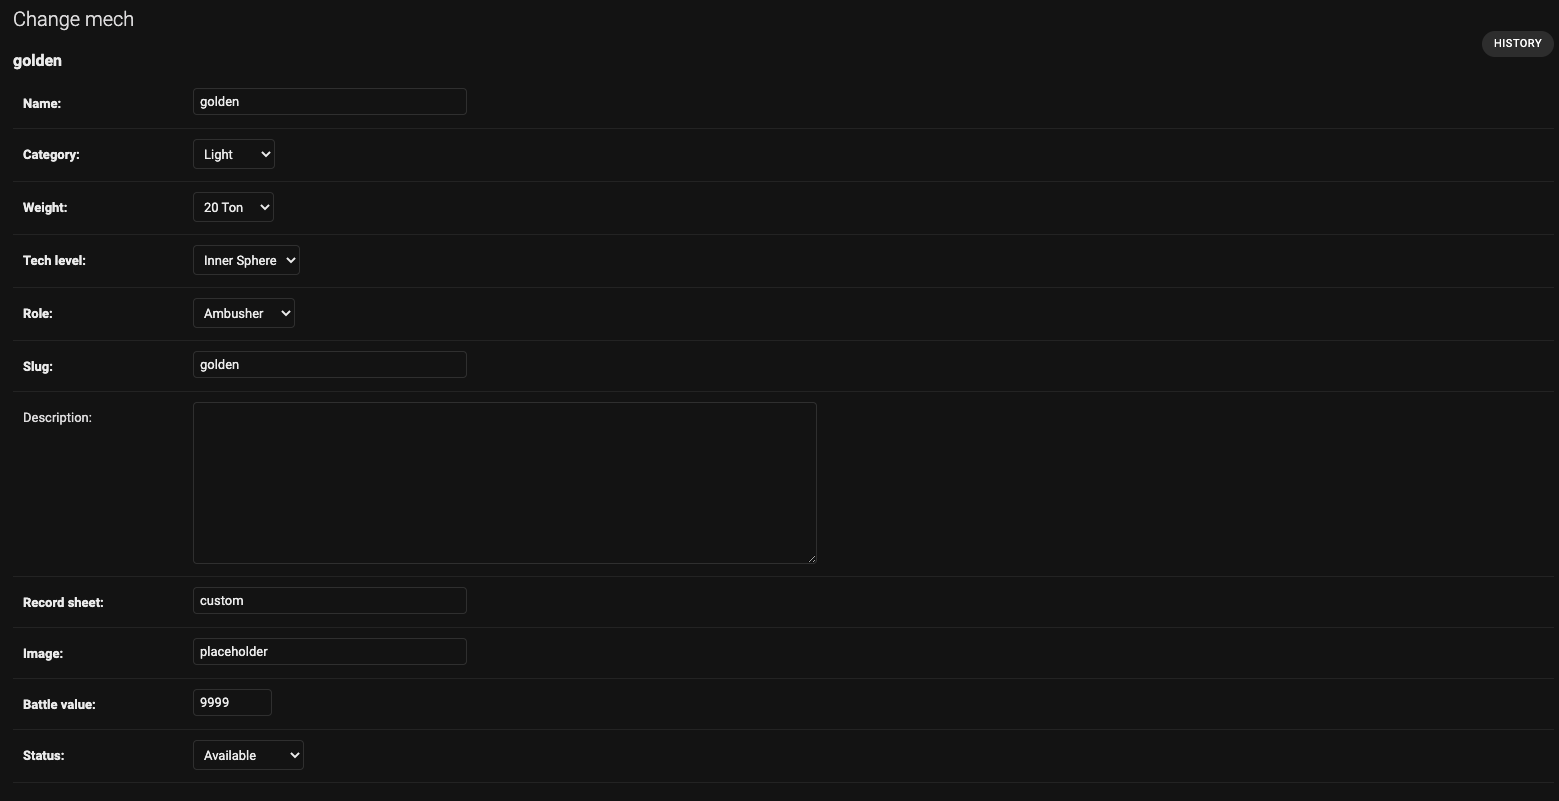 Change mech
HISTORY
golden
Name: golden
Category: Light
Weight: 20 Ton
Tech level: Inner Sphere
Role: Ambusher
Slug: golden
Description:
Record sheet: custom
Image: placeholder
Battle value: 9999
Status: Available